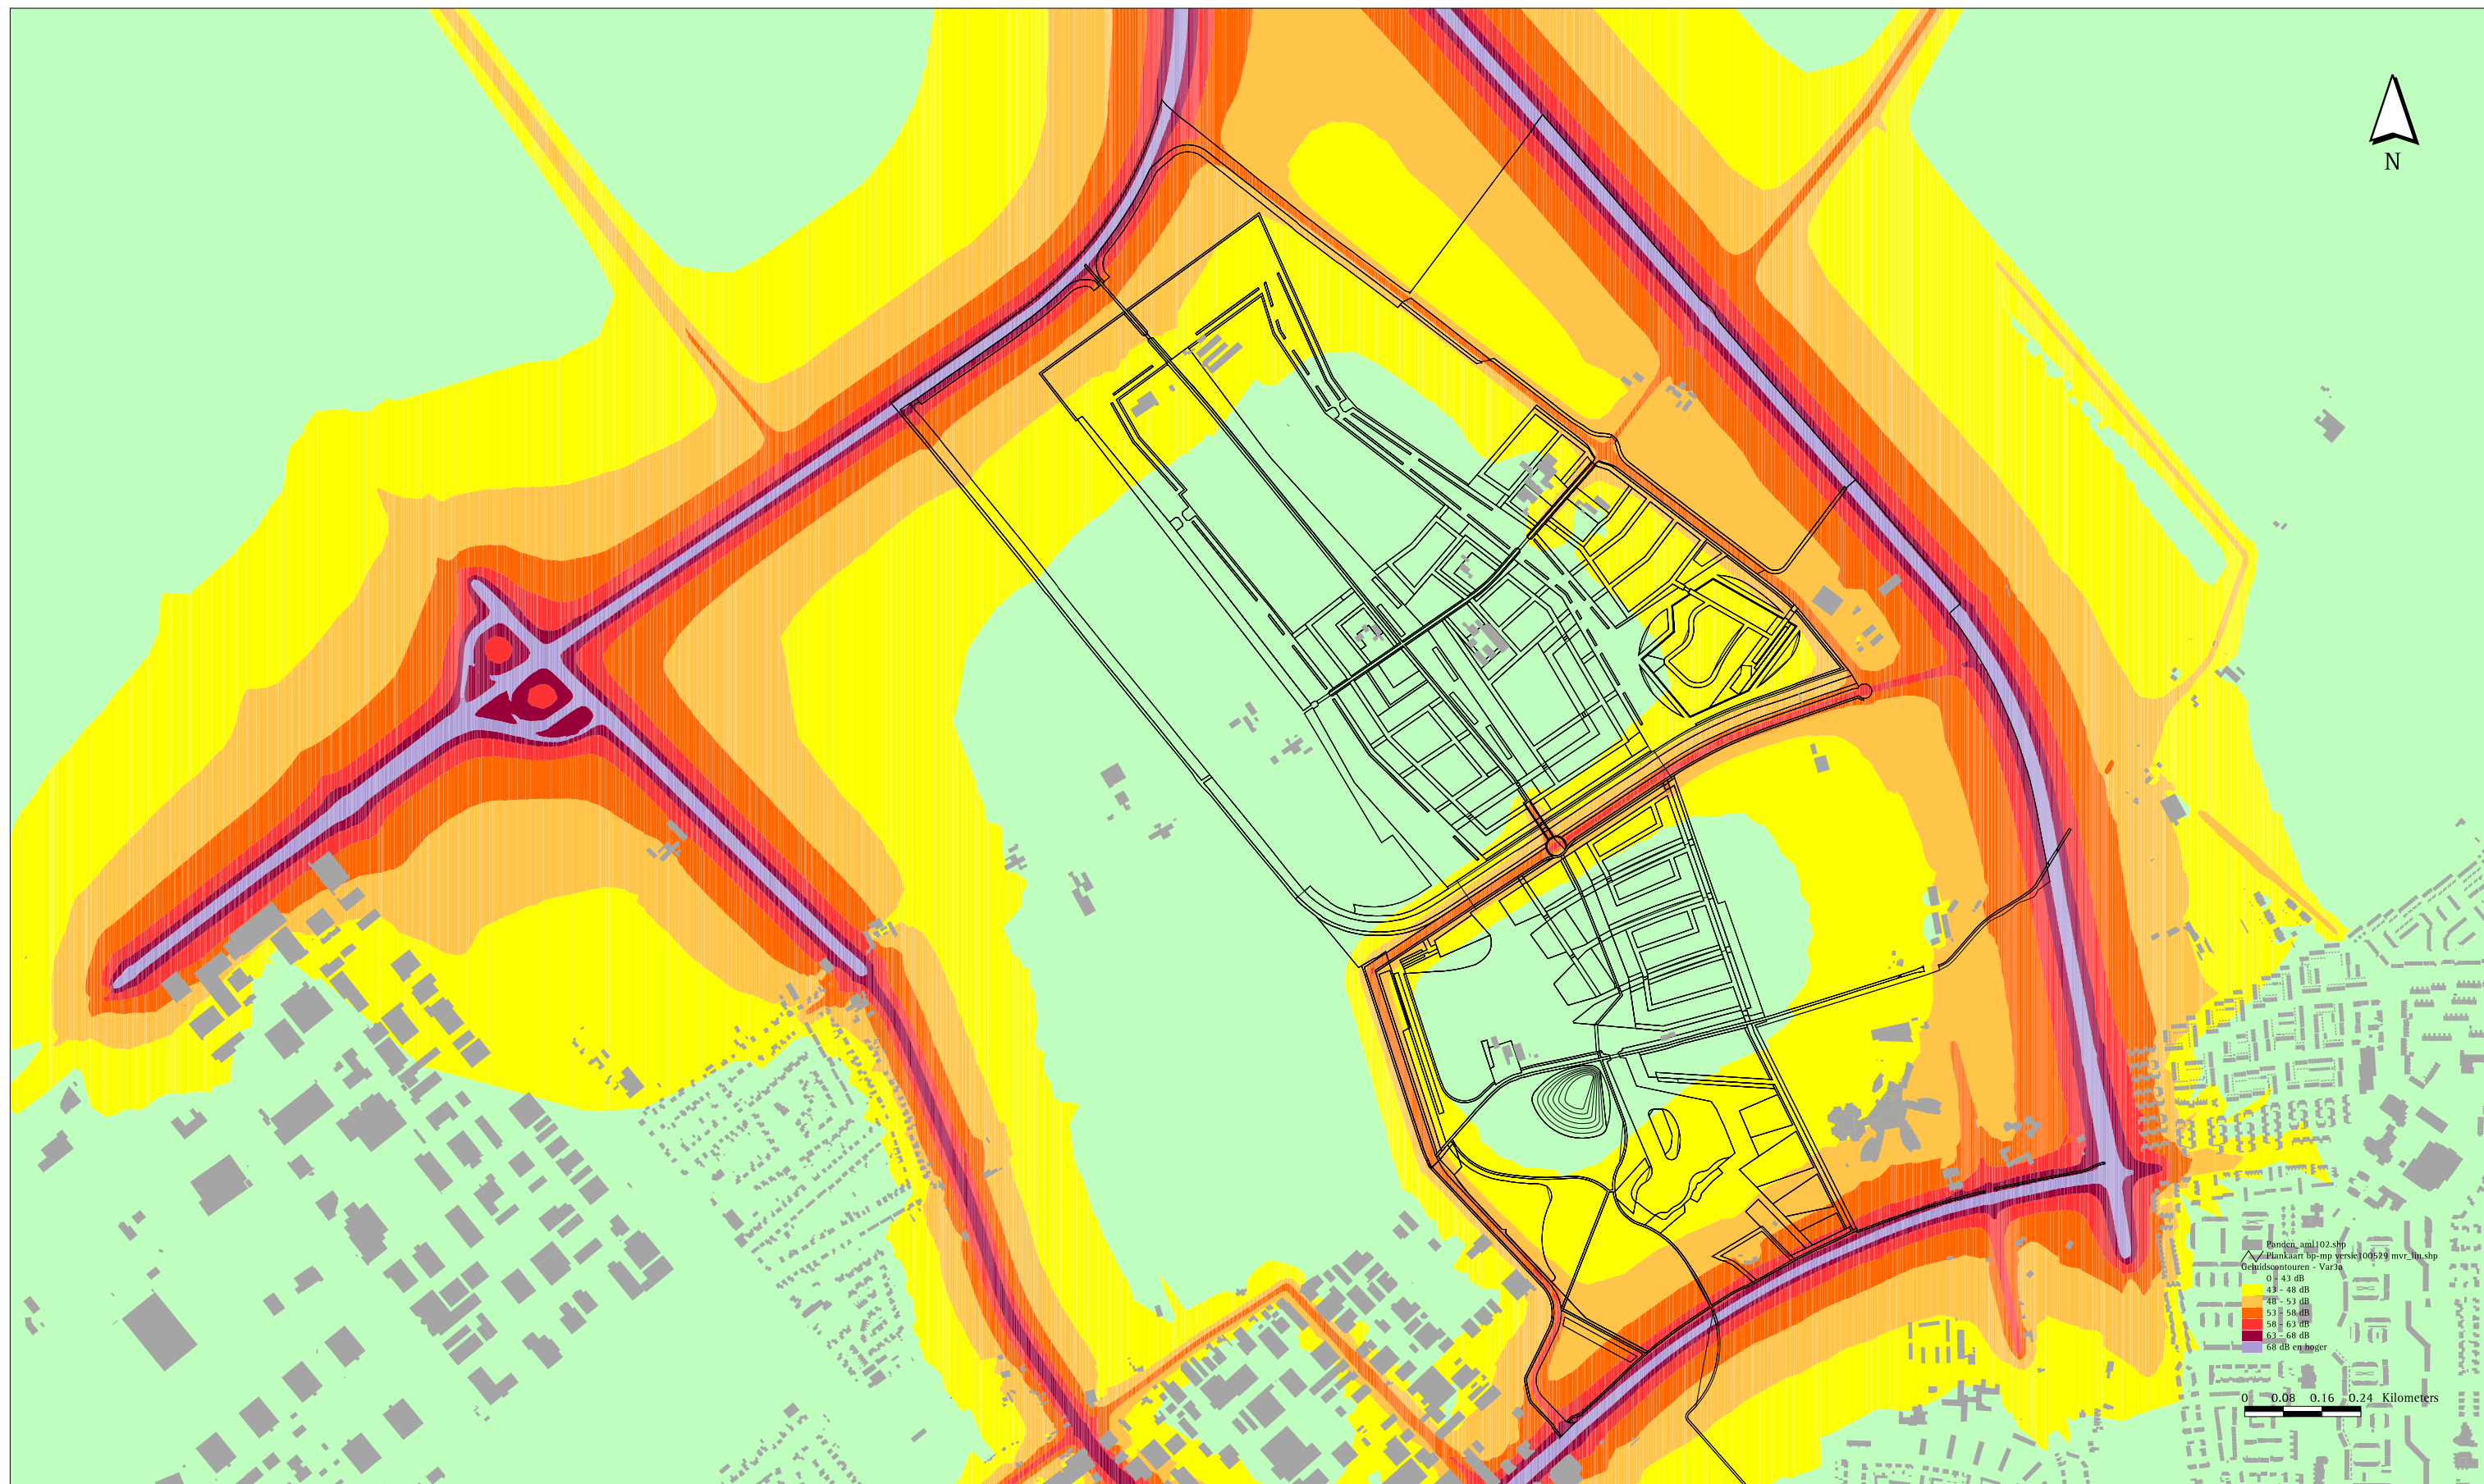 N
Panden_aml102.shp
Plankaart bp-mp versie100529 mvr_lin.shp
Geluidscontouren - Var3a
0 - 43 dB
43 - 48 dB
48 - 53 dB
53 - 58 dB
58 - 63 dB
63 - 68 dB
68 dB en hoger
0 0.08 0.16 0.24 Kilometers